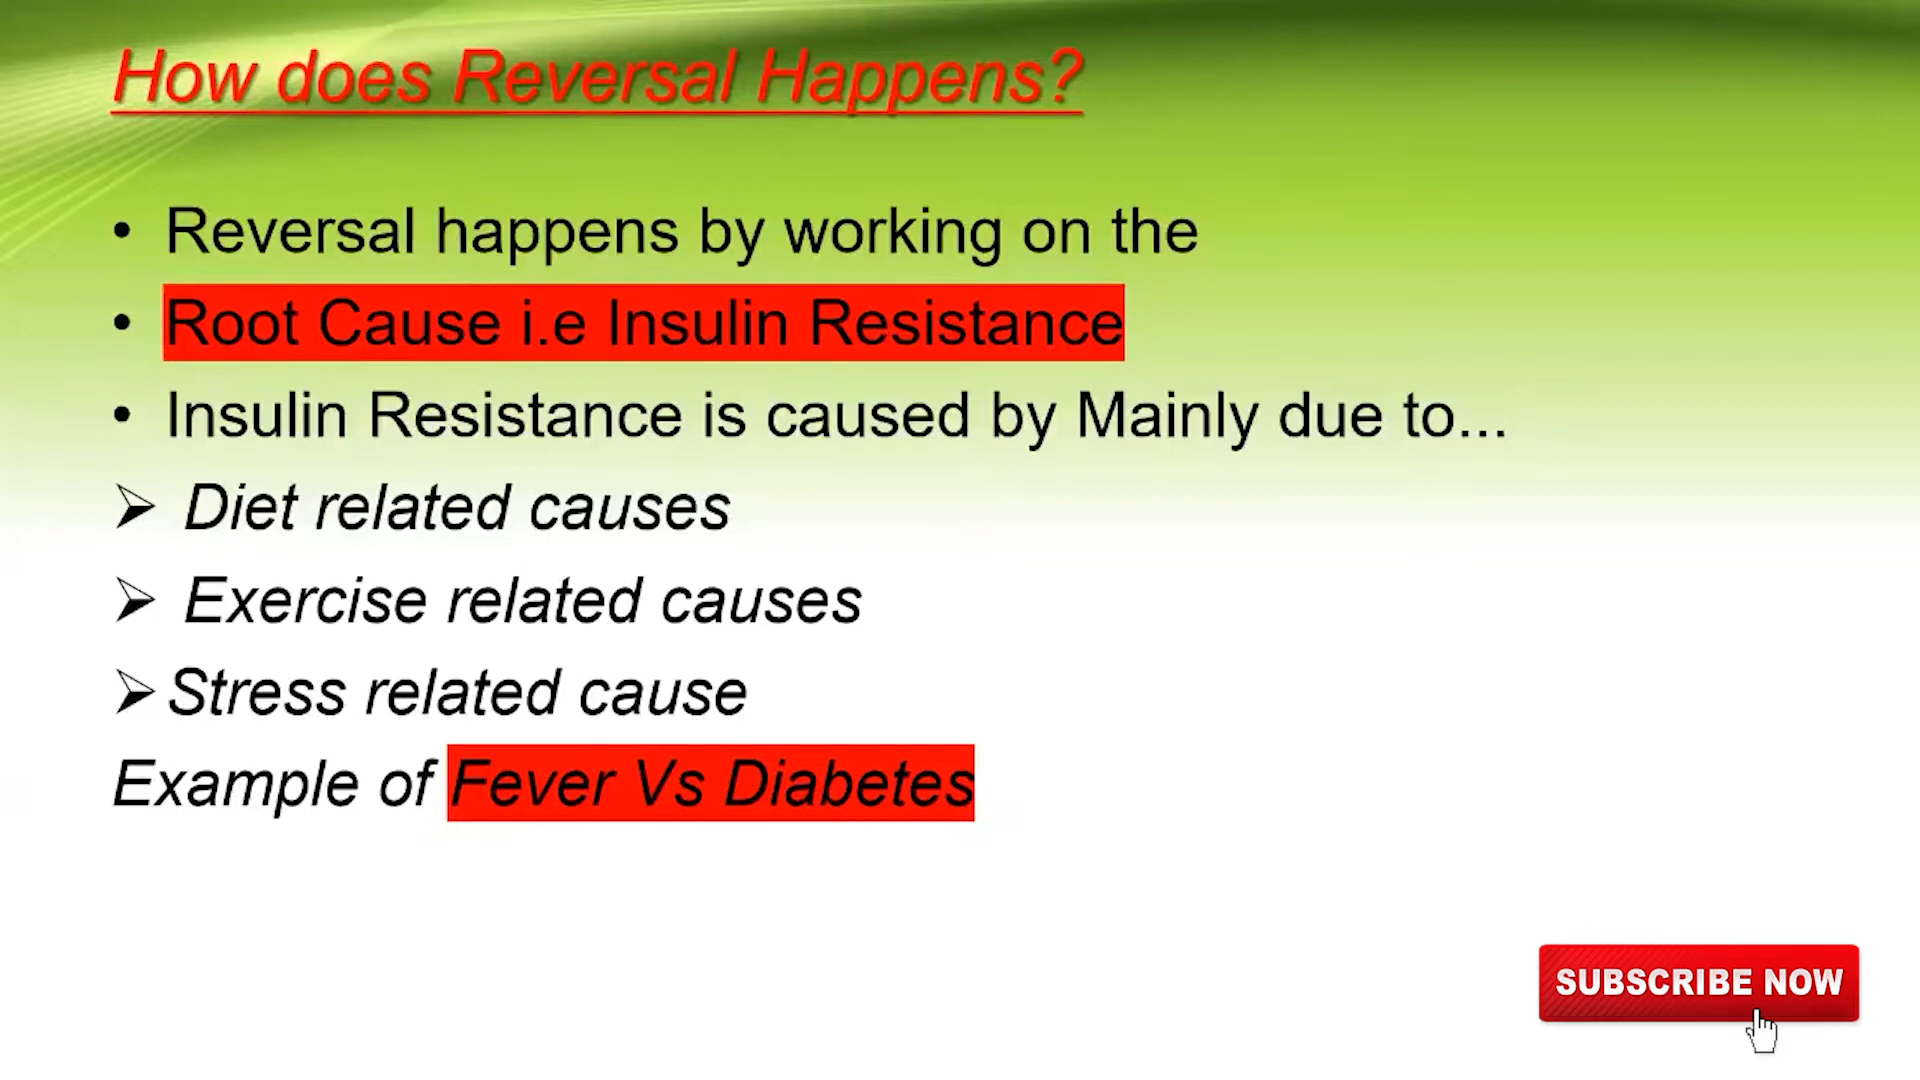 How does Reversal Happens?
• Reversal happens by working on the
• Root Cause i.e Insulin Resistance
• Insulin Resistance is caused by Mainly due to...
➢ Diet related causes
➢ Exercise related causes
➢ Stress related cause
Example of Fever Vs Diabetes
SUBSCRIBE NOW